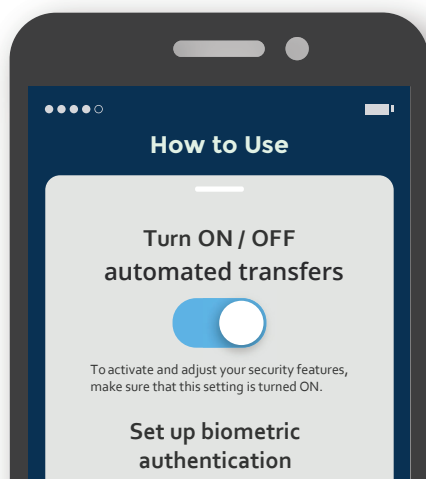 How to Use
Turn ON / OFF
automated transfers
To activate and adjust your security features,
make sure that this setting is turned ON.
Set up biometric
authentication